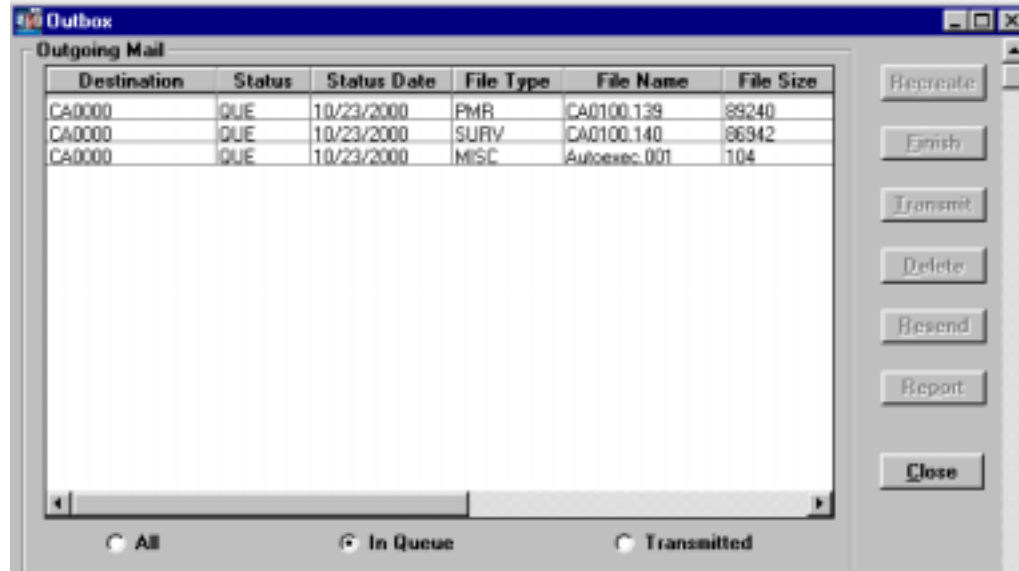 Outbox
Outgoing Mail
Destination Status Status Date File Type File Name File Size
CA0000 QUE 10/23/2000 PMR CA0100.139 89240
CA0000 QUE 10/23/2000 SURV CA0100.140 86942
CA0000 QUE 10/23/2000 MISC Autoexec.001 104
Recreate
Finish
Transmit
Delete
Resend
Report
Close
All In Queue Transmitted